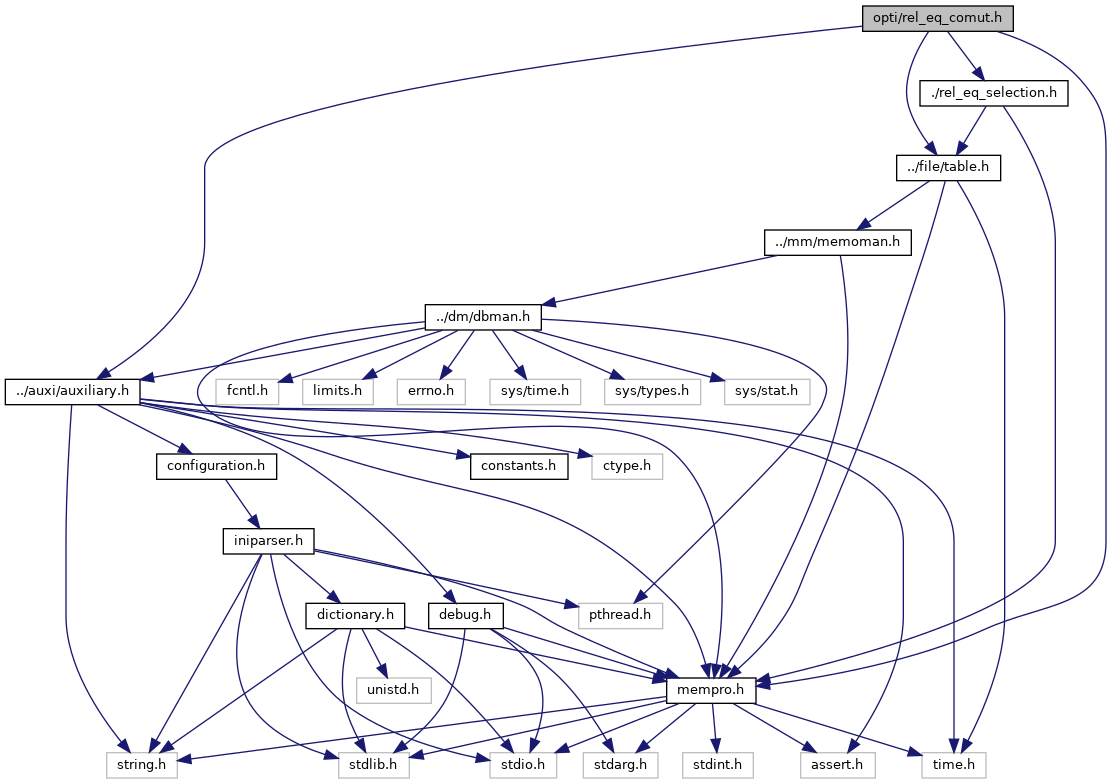 opti/rel_eq_comut.h
./rel_eq_selection.h
../file/table.h
../mm/memoman.h
../dm/dbman.h
../auxi/auxiliary.h
fcntl.h
limits.h
errno.h
sys/time.h
sys/types.h
sys/stat.h
configuration.h
constants.h
ctype.h
iniparser.h
dictionary.h
debug.h
pthread.h
unistd.h
mempro.h
string.h
stdlib.h
stdio.h
stdarg.h
stdint.h
assert.h
time.h